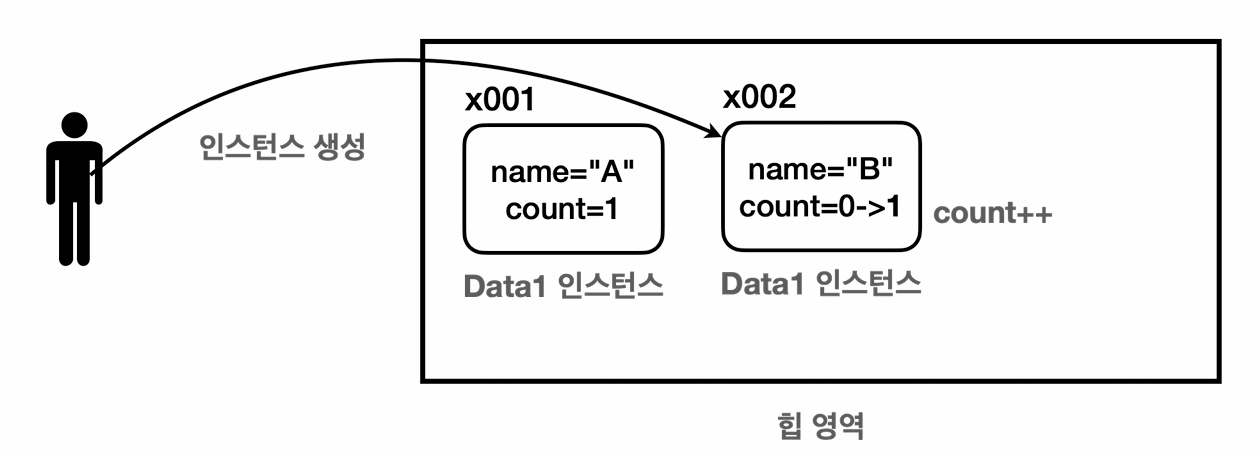 인스턴스 생성
x001
name="A"
count=1
Data1 인스턴스
x002
name="B"
count=0->1
count++
Data1 인스턴스
힙 영역